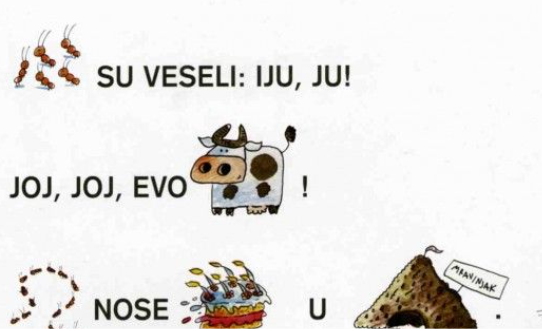 SU VESELI: IJU, JU!
JOJ, JOJ, EVO !
MRAVINJAK
NOSE U .